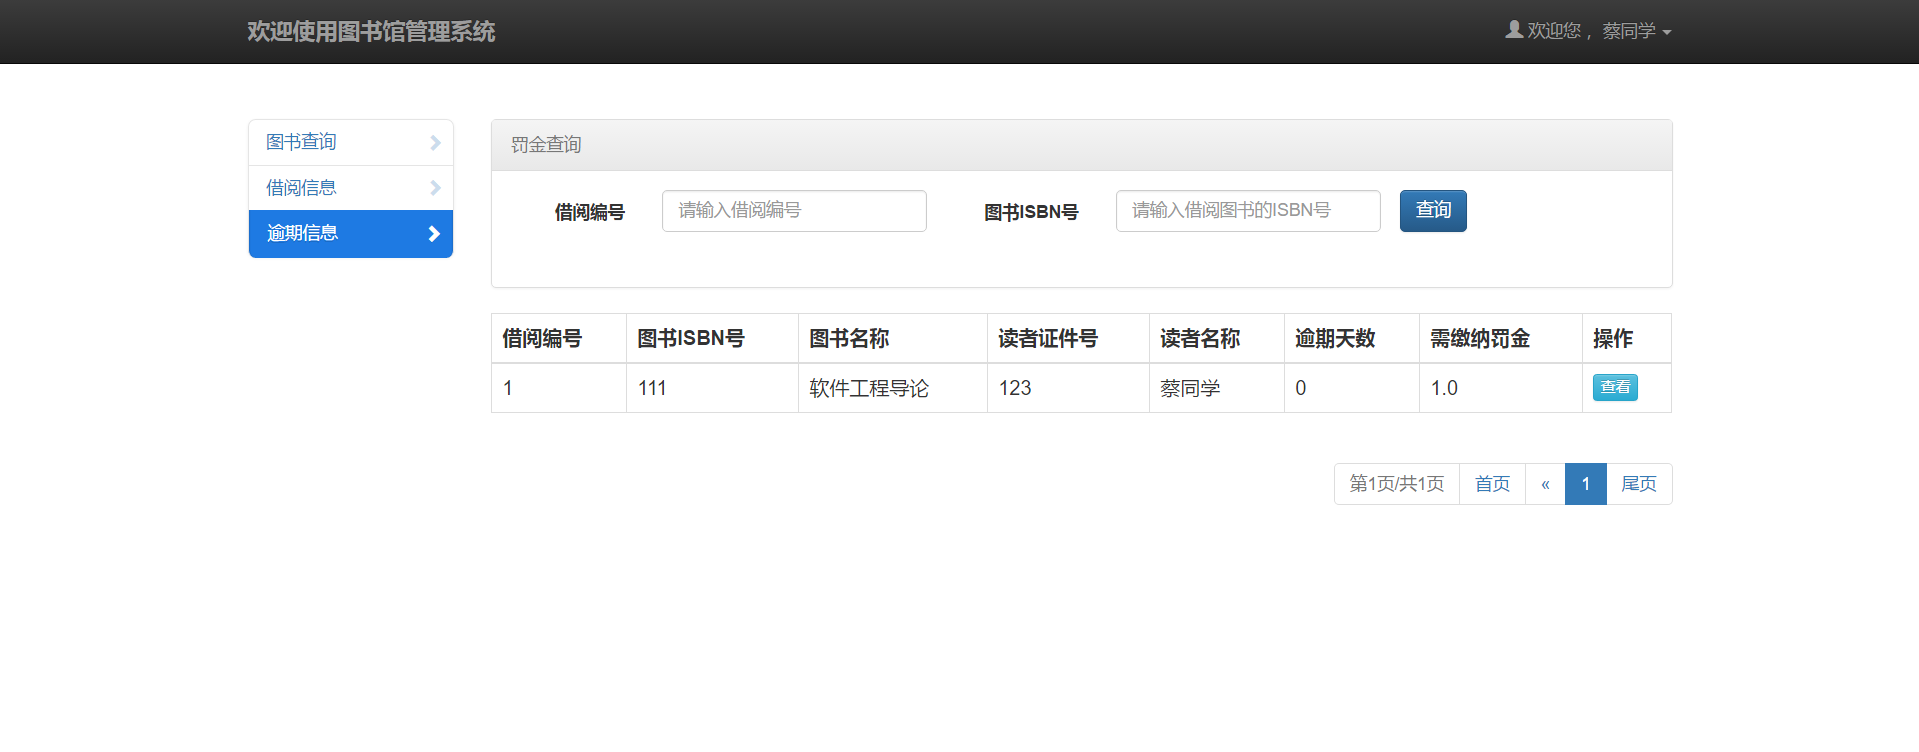 欢迎使用图书馆管理系统
欢迎您， 蔡同学
图书查询
借阅信息
逾期信息
罚金查询
借阅编号 请输入借阅编号 图书ISBN号 请输入借阅图书的ISBN号 查询
借阅编号 图书ISBN号 图书名称 读者证件号 读者名称 逾期天数 需缴纳罚金 操作
1 111 软件工程导论 123 蔡同学 0 1.0 查看
第1页/共1页 首页 « 1 尾页